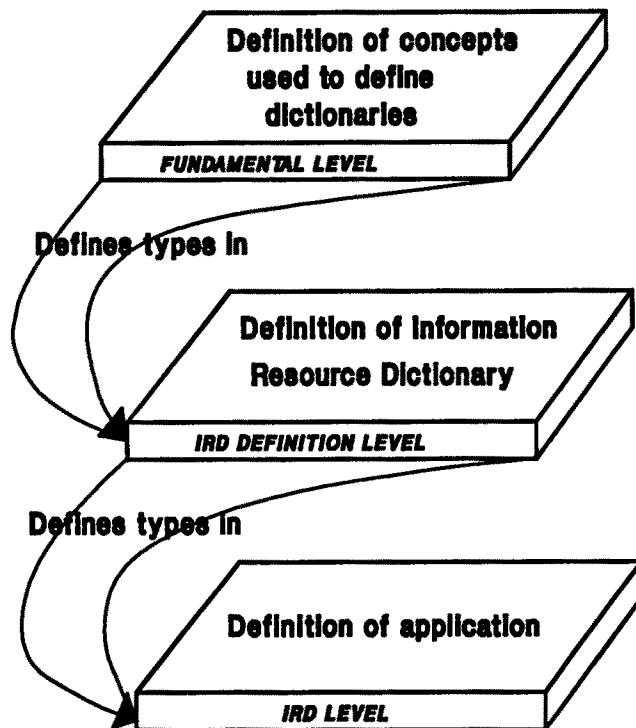 Definition of concepts
used to define
dictionaries
FUNDAMENTAL LEVEL
Defines types in
Definition of Information
Resource Dictionary
IRD DEFINITION LEVEL
Defines types in
Definition of application
IRD LEVEL